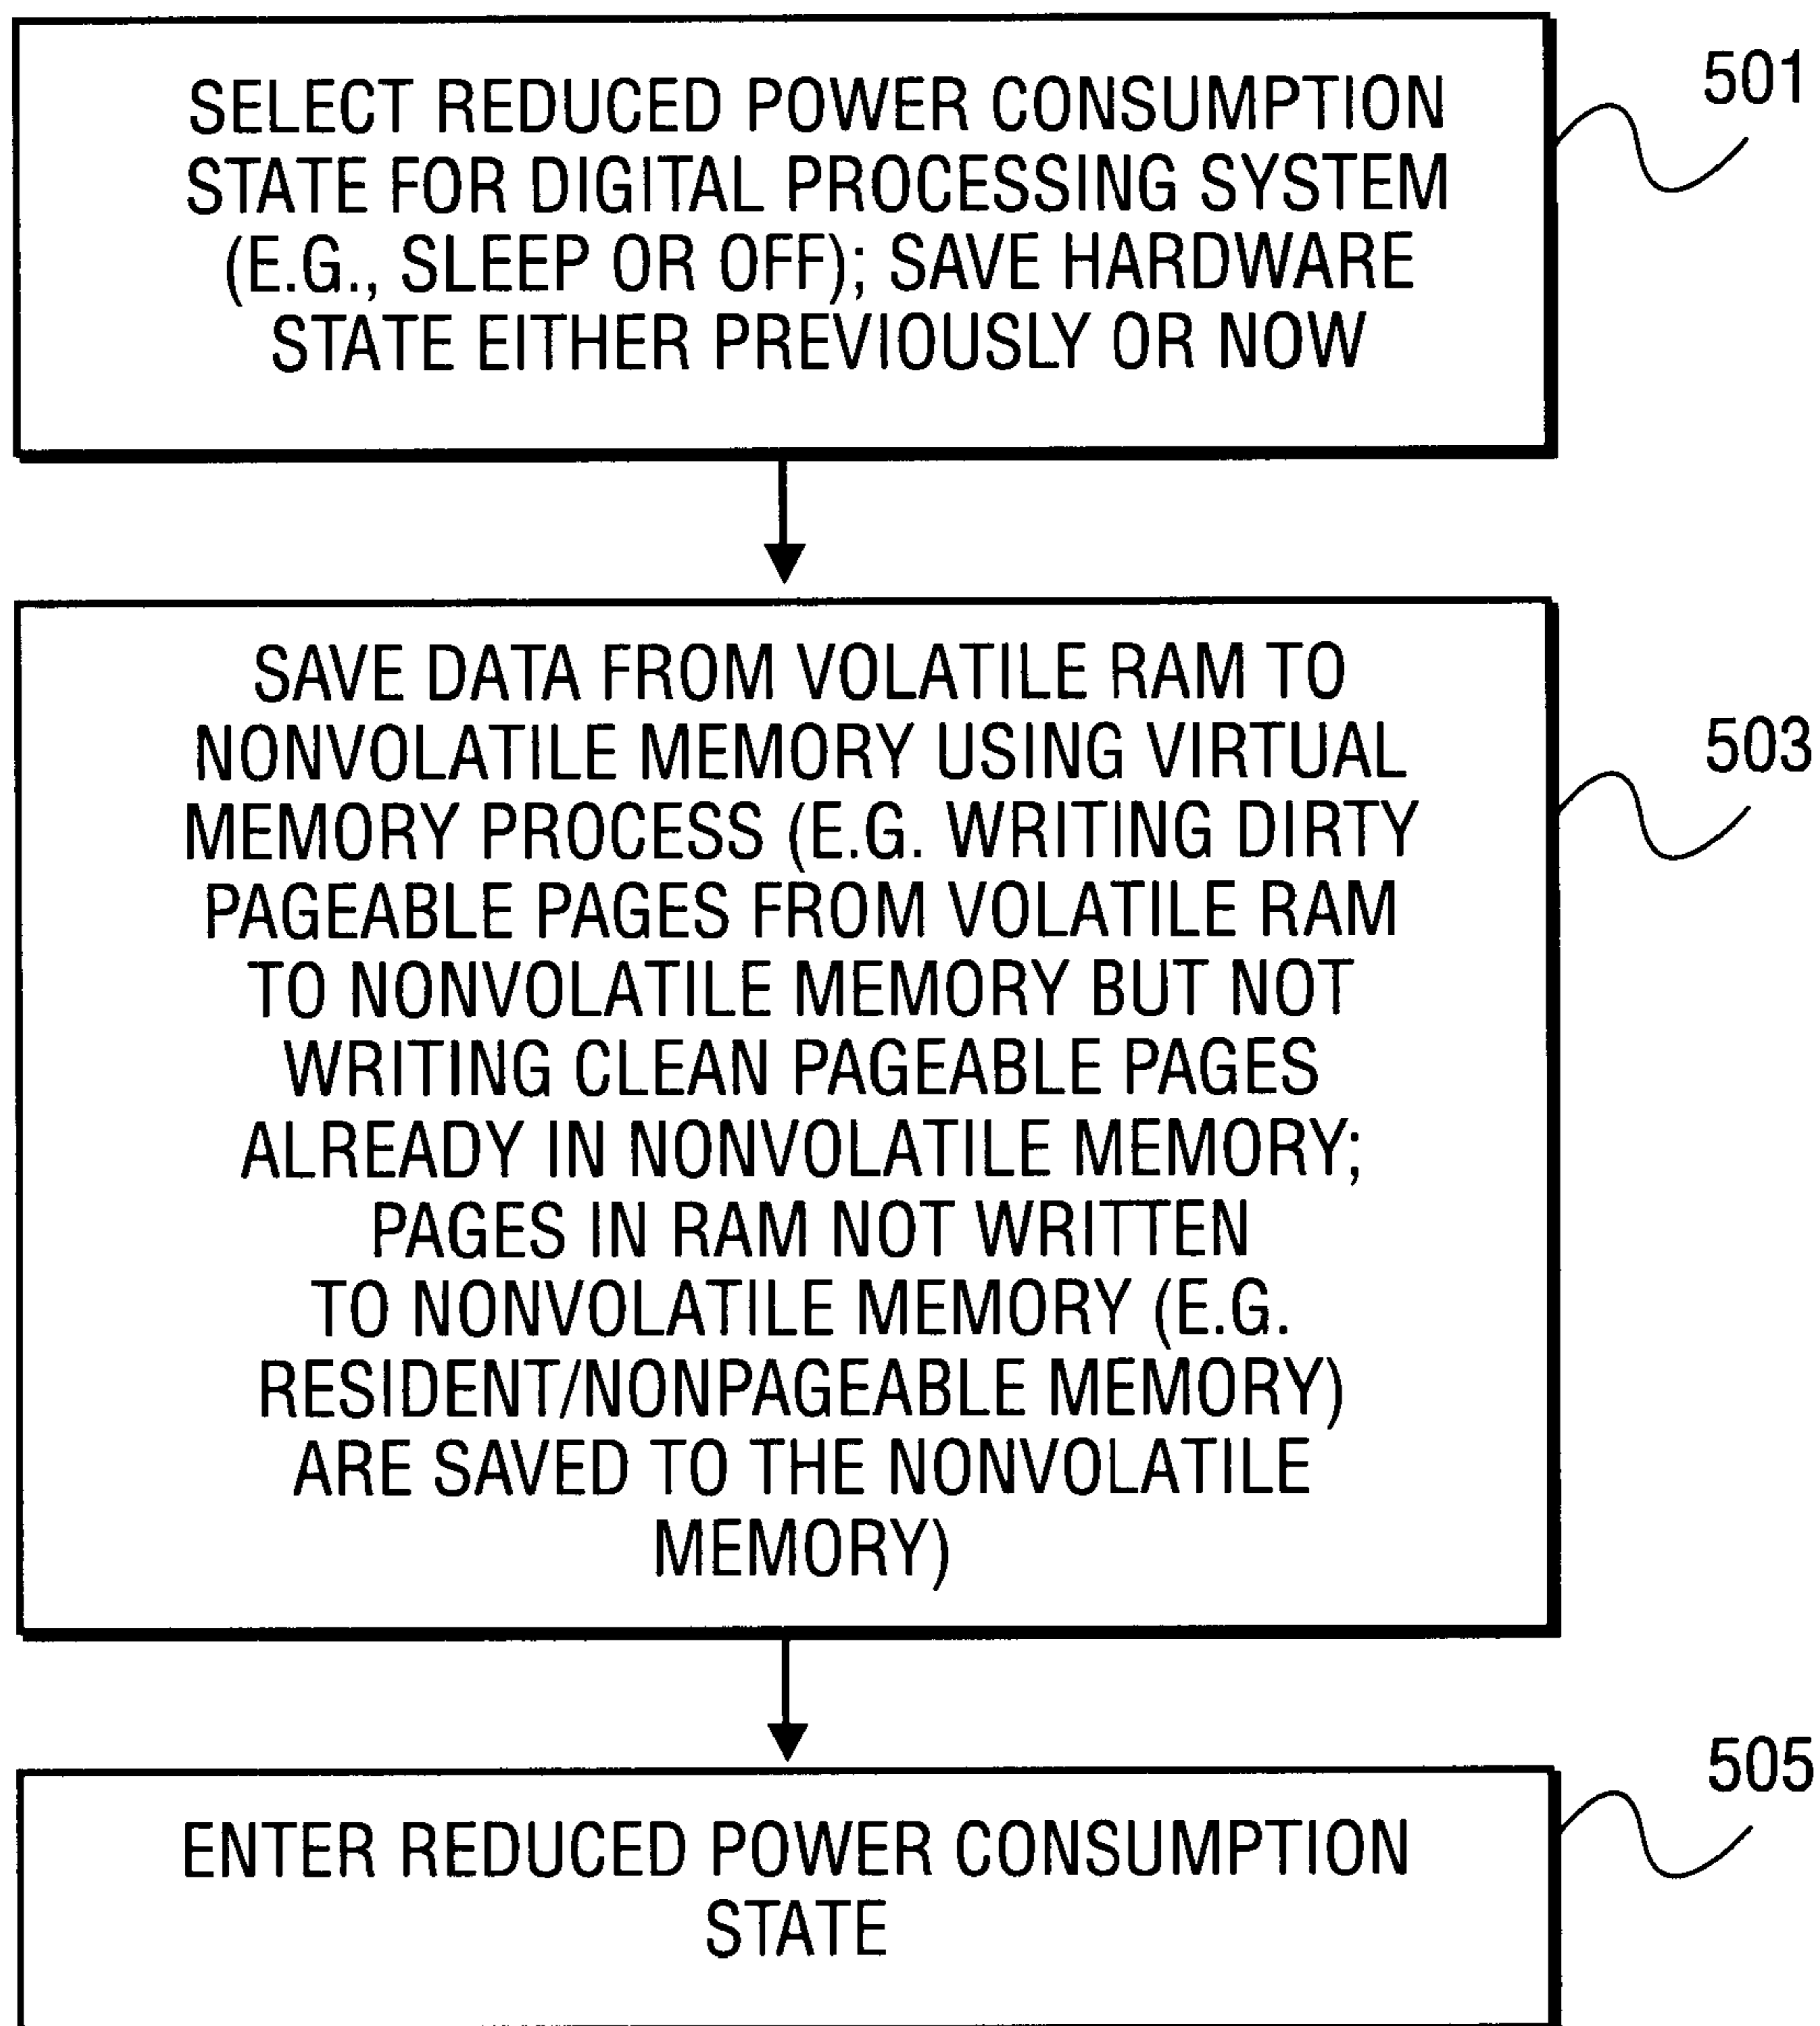 SELECT REDUCED POWER CONSUMPTION
STATE FOR DIGITAL PROCESSING SYSTEM
(E.G., SLEEP OR OFF); SAVE HARDWARE
STATE EITHER PREVIOUSLY OR NOW
501
SAVE DATA FROM VOLATILE RAM TO
NONVOLATILE MEMORY USING VIRTUAL
MEMORY PROCESS (E.G. WRITING DIRTY
PAGEABLE PAGES FROM VOLATILE RAM
TO NONVOLATILE MEMORY BUT NOT
WRITING CLEAN PAGEABLE PAGES
ALREADY IN NONVOLATILE MEMORY;
PAGES IN RAM NOT WRITTEN
TO NONVOLATILE MEMORY (E.G.
RESIDENT/NONPAGEABLE MEMORY)
ARE SAVED TO THE NONVOLATILE
MEMORY)
503
ENTER REDUCED POWER CONSUMPTION
STATE
505